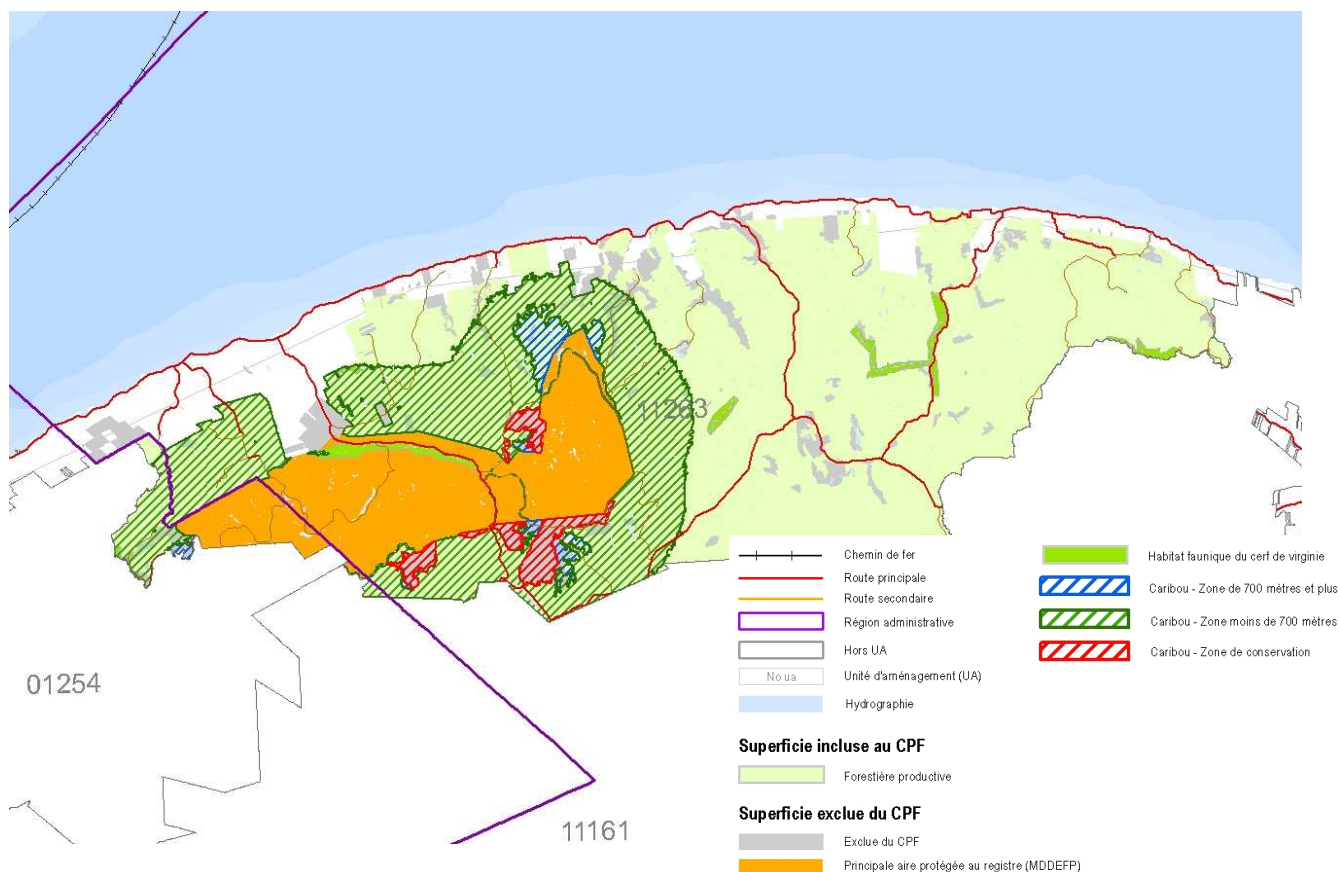 11263
01254
11161
Chemin de fer
Route principale
Route secondaire
Région administrative
Hors UA
No ua Unité d'aménagement (UA)
Hydrographie
Superficie incluse au CPF
Forestière productive
Superficie exclue du CPF
Exclue du CPF
Principale aire protégée au registre (MDDEFP)
Habitat faunique du cerf de virginie
Caribou - Zone de 700 mètres et plus
Caribou - Zone moins de 700 mètres
Caribou - Zone de conservation